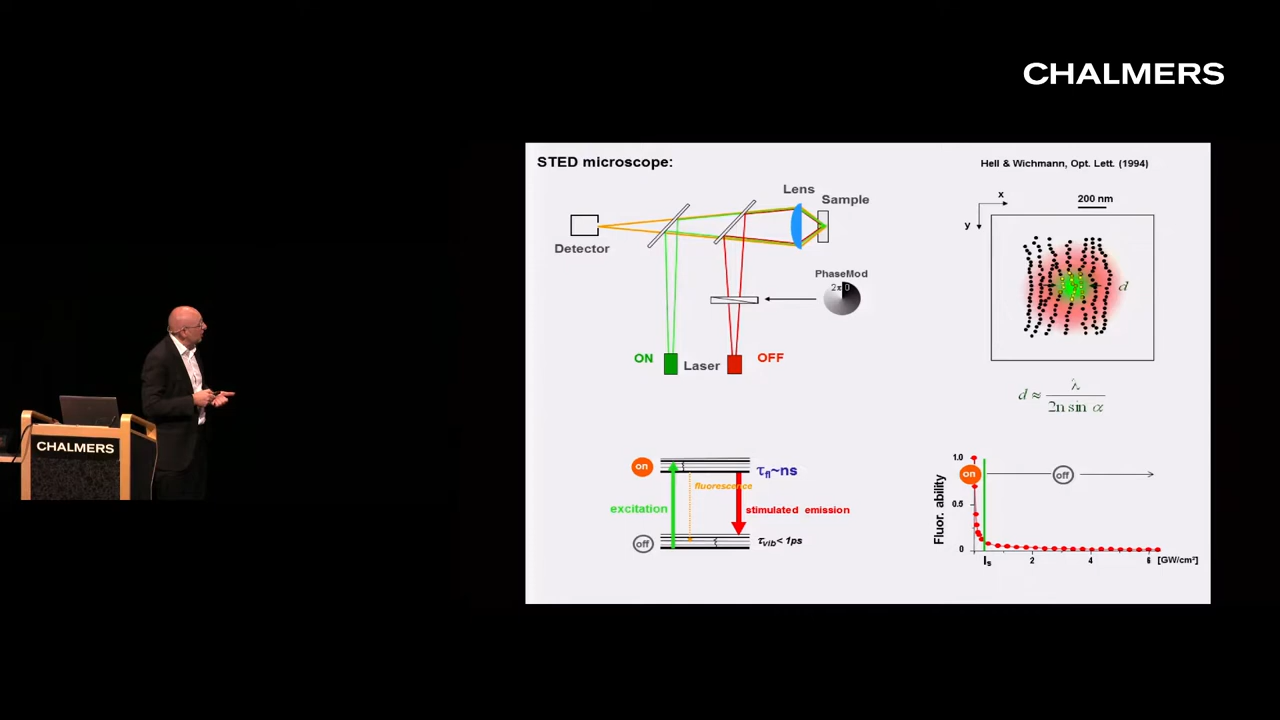 CHALMERS
STED microscope:
Hell & Wichmann, Opt. Lett. (1994)
Lens
Sample
Detector
PhaseMod
2π 0
ON
Laser
OFF
x
y
200 nm
d
d ≈ λ / 2n sin α
on
τfl~ns
fluorescence
excitation
stimulated emission
off
τvib< 1ps
Fluor. ability
1.0
0.5
0
on
off
Is
2
4
6
[GW/cm²]
CHALMERS